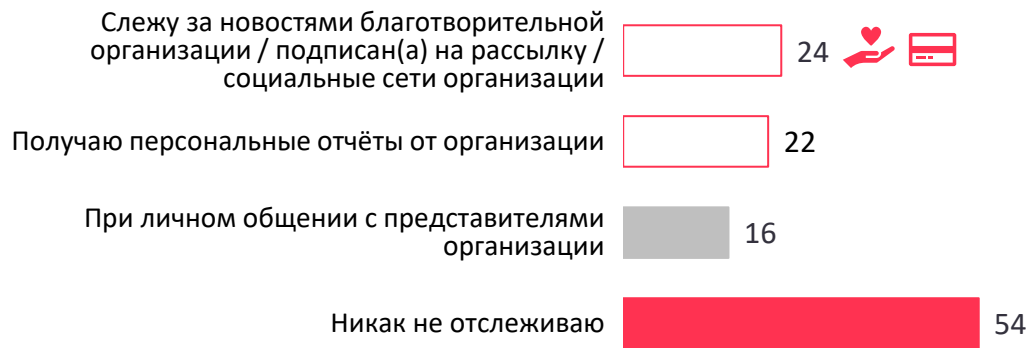 Слежу за новостями благотворительной
организации / подписан(а) на рассылку /
социальные сети организации
24
Получаю персональные отчёты от организации
22
При личном общении с представителями
организации
16
Никак не отслеживаю
54